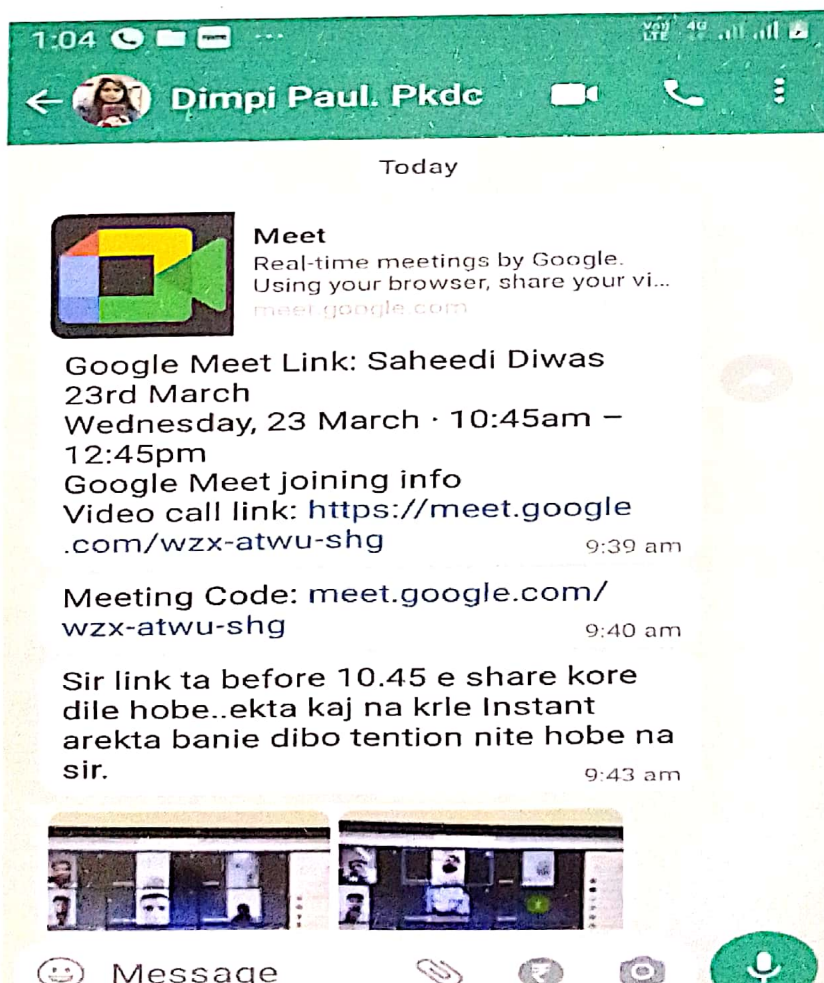 1:04
VoLTE 4G
Dimpi Paul. Pkdc
Today
Meet
Real-time meetings by Google.
Using your browser, share your vi...
meet.google.com
Google Meet Link: Saheedi Diwas
23rd March
Wednesday, 23 March · 10:45am –
12:45pm
Google Meet joining info
Video call link: https://meet.google
.com/wzx-atwu-shg
9:39 am
Meeting Code: meet.google.com/
wzx-atwu-shg
9:40 am
Sir link ta before 10.45 e share kore
dile hobe..ekta kaj na krle Instant
arekta banie dibo tention nite hobe na
sir.
9:43 am
Message